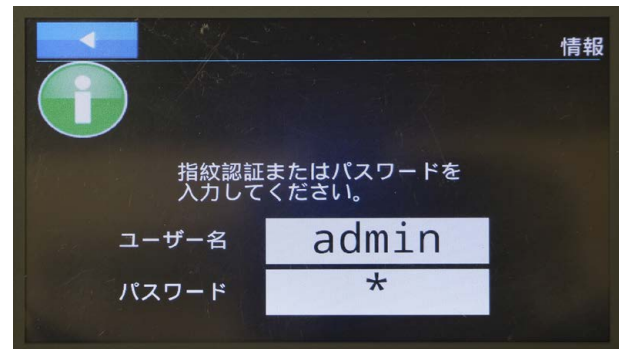 情報
指紋認証またはパスワードを
入力してください。
ユーザー名 admin
パスワード *